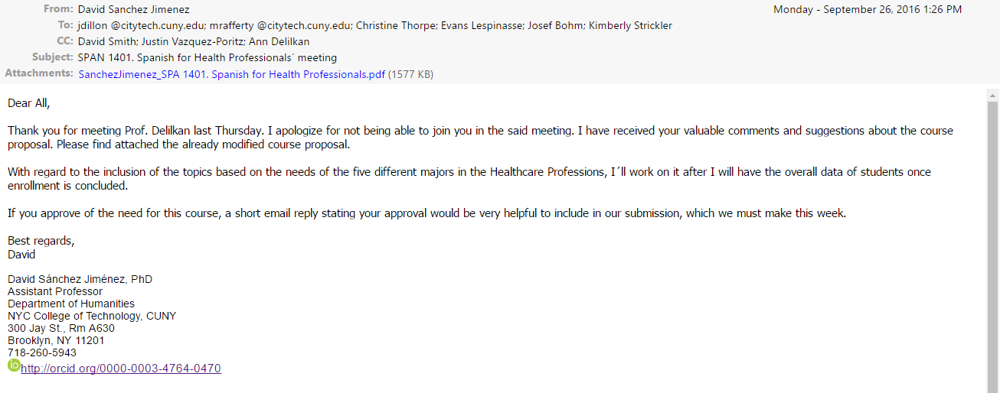 From: David Sanchez Jimenez Monday - September 26, 2016 1:26 PM
To: jdillon @citytech.cuny.edu; mrafferty @citytech.cuny.edu; Christine Thorpe; Evans Lespinasse; Josef Bohm; Kimberly Strickler
CC: David Smith; Justin Vazquez-Poritz; Ann Delilkan
Subject: SPAN 1401. Spanish for Health Professionals´ meeting
Attachments: SanchezJimenez_SPA 1401. Spanish for Health Professionals.pdf (1577 KB)
Dear All,
Thank you for meeting Prof. Delilkan last Thursday. I apologize for not being able to join you in the said meeting. I have received your valuable comments and suggestions about the course
proposal. Please find attached the already modified course proposal.
With regard to the inclusion of the topics based on the needs of the five different majors in the Healthcare Professions, I´ll work on it after I will have the overall data of students once
enrollment is concluded.
If you approve of the need for this course, a short email reply stating your approval would be very helpful to include in our submission, which we must make this week.
Best regards,
David
David Sánchez Jiménez, PhD
Assistant Professor
Department of Humanities
NYC College of Technology, CUNY
300 Jay St., Rm A630
Brooklyn, NY 11201
718-260-5943
iD http://orcid.org/0000-0003-4764-0470